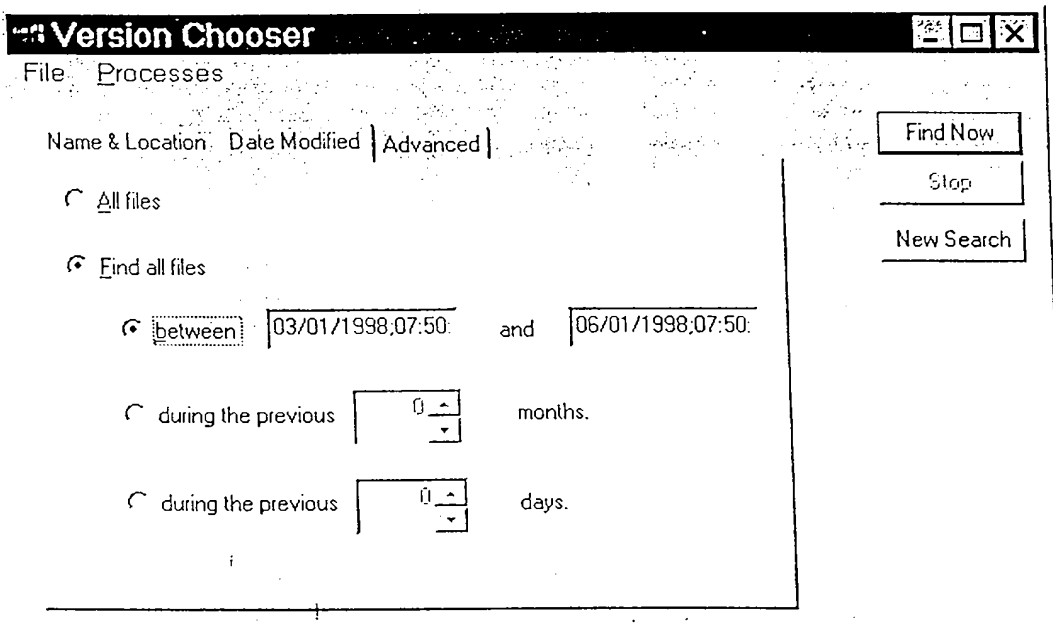 Version Chooser
File Processes
Name & Location Date Modified Advanced
Find Now
Stop
New Search
All files
Find all files
between 03/01/1998;07:50: and 06/01/1998;07:50:
during the previous 0 months.
during the previous 0 days.